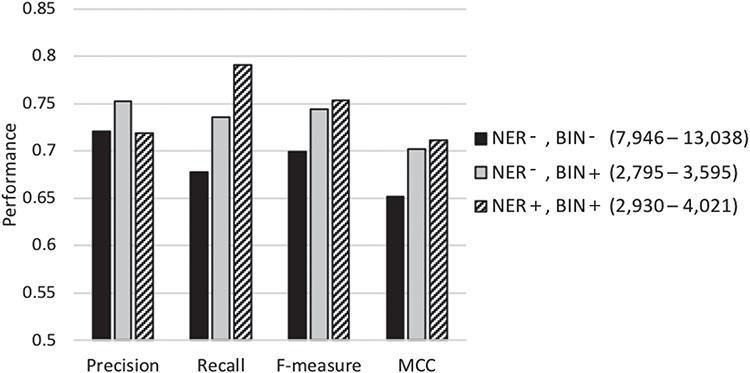 0.85
0.8
0.75
0.7
0.65
0.6
0.55
0.5
Performance
Precision
Recall
F-measure
MCC
NER- , BIN- (7,946–13,038)
NER- , BIN+ (2,795–3,595)
NER+, BIN+ (2,930–4,021)